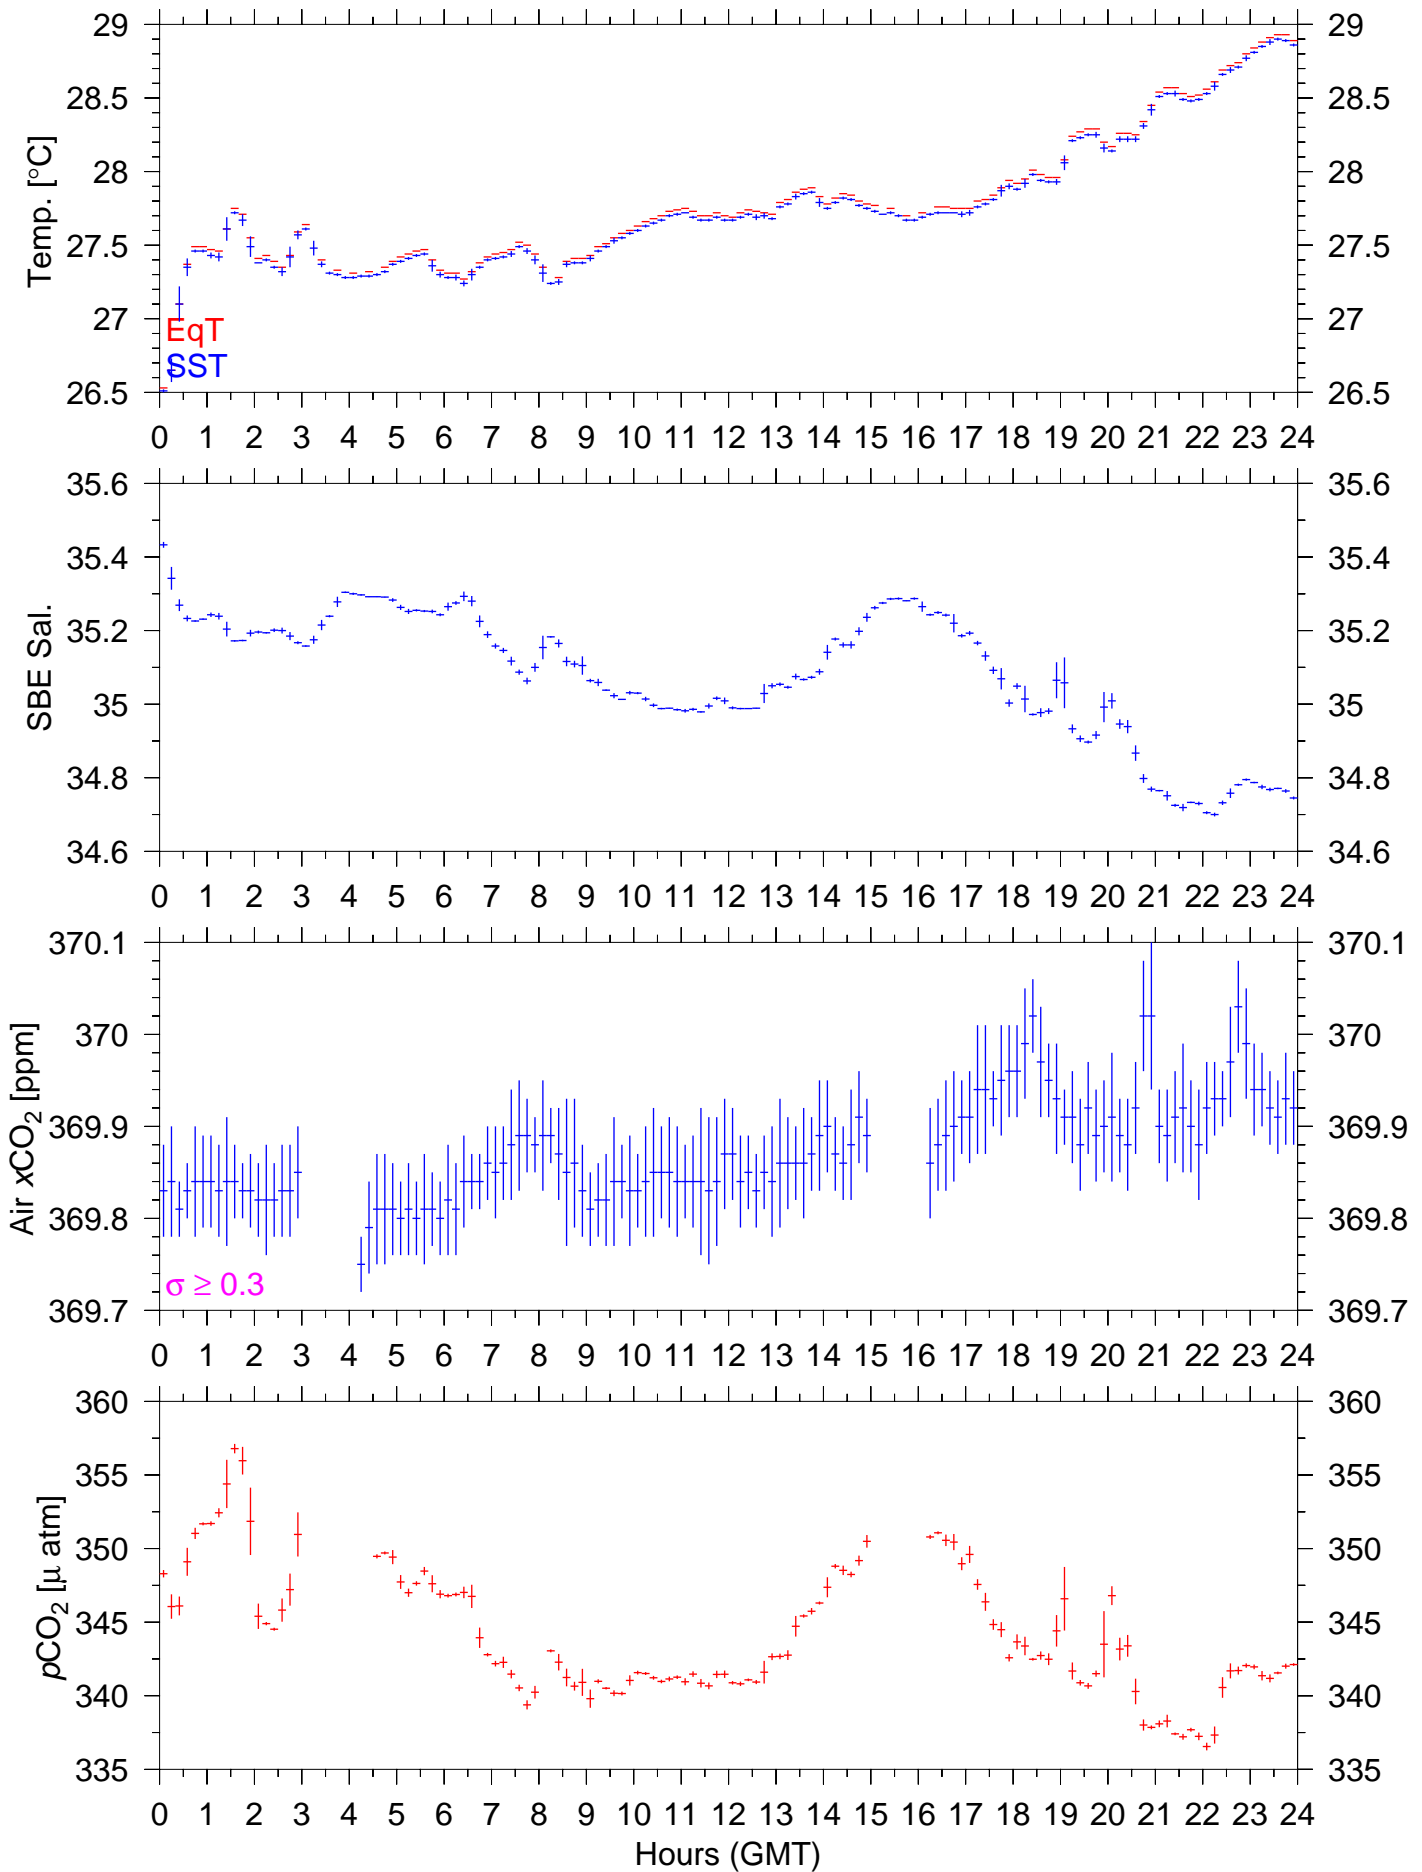 29 29
28.5 28.5
28 28
27.5 27.5
27 27
26.5 26.5
Temp. [°C]
EqT
SST
0 1 2 3 4 5 6 7 8 9 10 11 12 13 14 15 16 17 18 19 20 21 22 23 24
35.6 35.6
35.4 35.4
35.2 35.2
35 35
34.8 34.8
34.6 34.6
SBE Sal.
0 1 2 3 4 5 6 7 8 9 10 11 12 13 14 15 16 17 18 19 20 21 22 23 24
370.1 370.1
370 370
369.9 369.9
369.8 369.8
369.7 369.7
Air xCO₂ [ppm]
σ ≥ 0.3
0 1 2 3 4 5 6 7 8 9 10 11 12 13 14 15 16 17 18 19 20 21 22 23 24
360 360
355 355
350 350
345 345
340 340
335 335
pCO₂ [μ atm]
0 1 2 3 4 5 6 7 8 9 10 11 12 13 14 15 16 17 18 19 20 21 22 23 24
Hours (GMT)